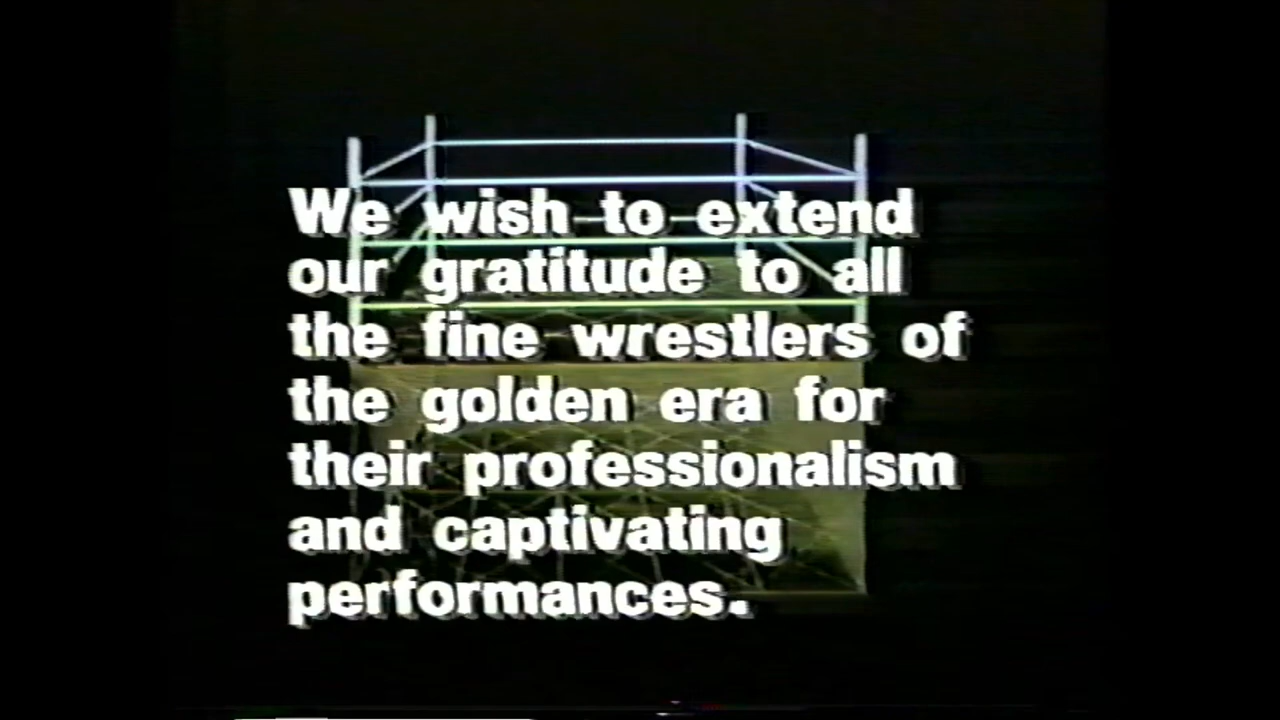 We wish to extend
our gratitude to all
the fine wrestlers of
the golden era for
their professionalism
and captivating
performances.